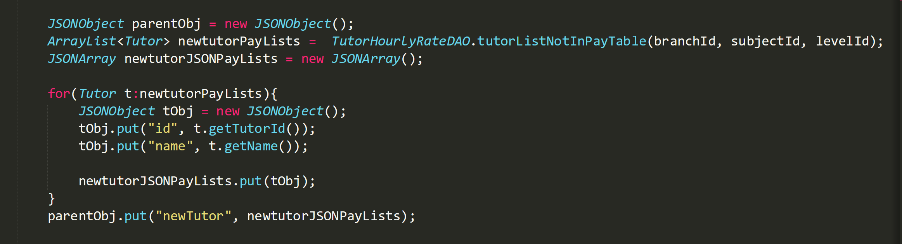 JSONObject parentObj = new JSONObject();
ArrayList<Tutor> newtutorPayLists =  TutorHourlyRateDAO.tutorListNotInPayTable(branchId, subjectId, levelId);
JSONArray newtutorJSONPayLists = new JSONArray();
for(Tutor t:newtutorPayLists){
JSONObject tObj = new JSONObject();
tObj.put("id", t.getTutorId());
tObj.put("name", t.getName());
newtutorJSONPayLists.put(tObj);
}
parentObj.put("newTutor", newtutorJSONPayLists);